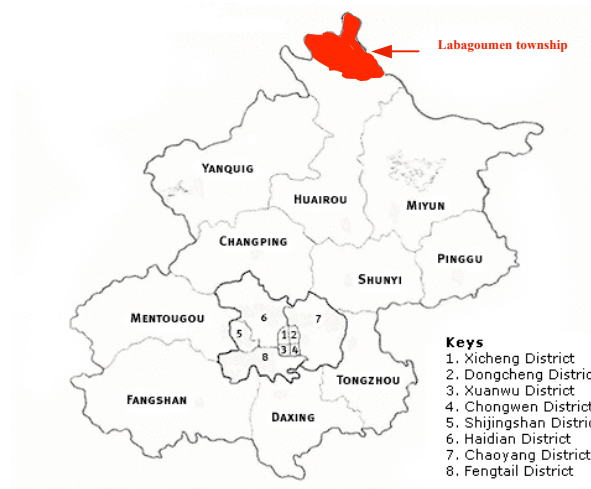 Labagoumen township
YANQUIG
HUAIROU
MIYUN
CHANGPING
PINGGU
SHUNYI
MENTOUGOU
6
7
5
1 2
3 4
8
TONGZHOU
FANGSHAN
DAXING
Keys
1. Xicheng District
2. Dongcheng Distric
3. Xuanwu District
4. Chongwen District
5. Shijingshan Distric
6. Haidian District
7. Chaoyang District
8. Fengtail District